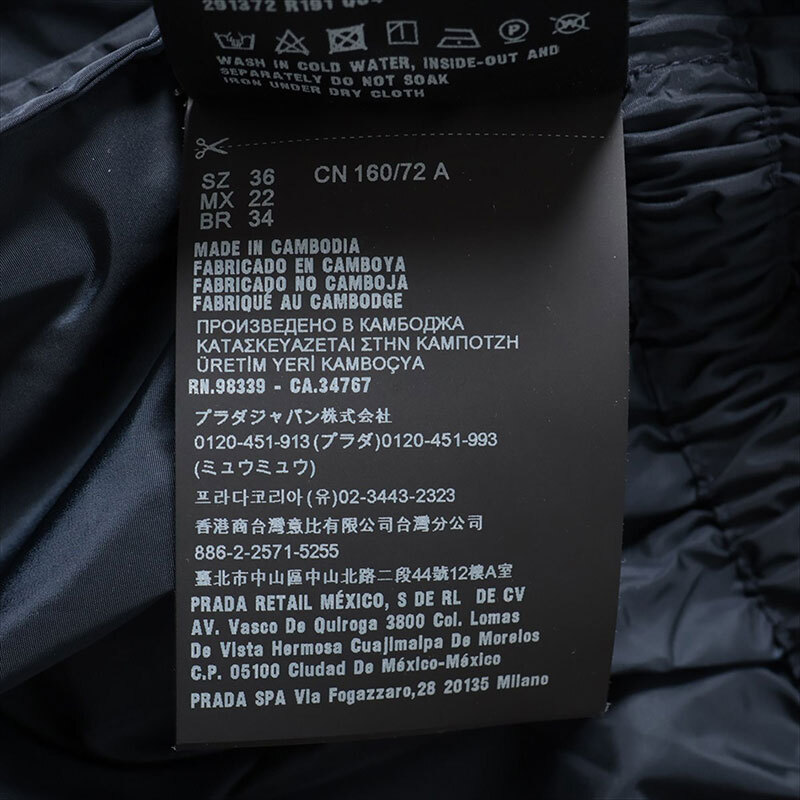 291372 R191 Q04
WASH IN COLD WATER, INSIDE-OUT AND
SEPARATELY DO NOT SOAK
IRON UNDER DRY CLOTH
SZ 36 CN 160/72 A
MX 22
BR 34
MADE IN CAMBODIA
FABRICADO EN CAMBOYA
FABRICADO NO CAMBOJA
FABRIQUÉ AU CAMBODGE
ПРОИЗВЕДЕНО В КАМБОДЖА
ΚΑΤΑΣΚΕΥΑΖΕΤΑΙ ΣΤΗΝ ΚΑΜΠΟΤΖΗ
ÜRETİM YERİ KAMBOÇYA
RN.98339 - CA.34767
プラダジャパン株式会社
0120-451-913(プラダ)0120-451-993
(ミュウミュウ)
프라다코리아(유)02-3443-2323
香港商台灣意比有限公司台灣分公司
886-2-2571-5255
臺北市中山區中山北路二段44號12樓A室
PRADA RETAIL MÉXICO, S DE RL DE CV
AV. Vasco De Quiroga 3800 Col. Lomas
De Vista Hermosa Cuajimalpa De Morelos
C.P. 05100 Ciudad De México-México
PRADA SPA Via Fogazzaro,28 20135 Milano